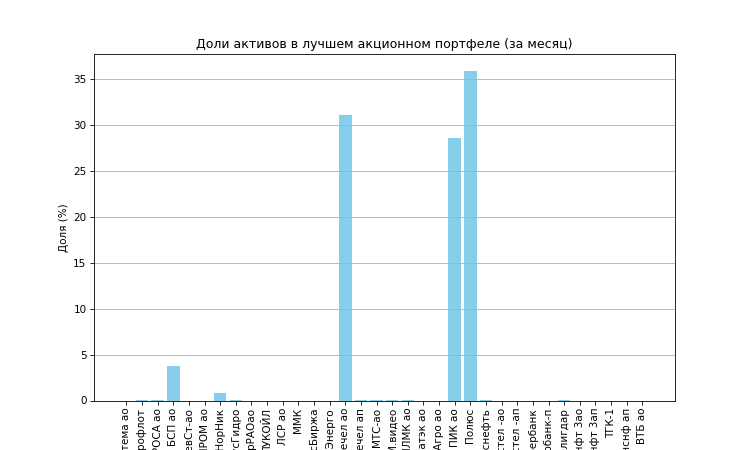 Доли активов в лучшем акционном портфеле (за месяц)
Доля (%)
35
30
25
20
15
10
5
0
тема ао
рофлот
РОСА ао
БСП ао
евСт-ао
ПРОМ ао
НорНик
сГидро
рРАОао
ЛУКОЙЛ
ЛСР ао
ММК
сБиржа
Энерго
ечел ао
ечел ап
МТС-ао
М.видео
ЛМК ао
атэк ао
Агро ао
ПИК ао
Полюс
снефть
стел -ао
стел -ап
ербанк
рбанк-п
лигдар
нфт 3ао
нфт 3ап
ТГК-1
нснф ап
ВТБ ао